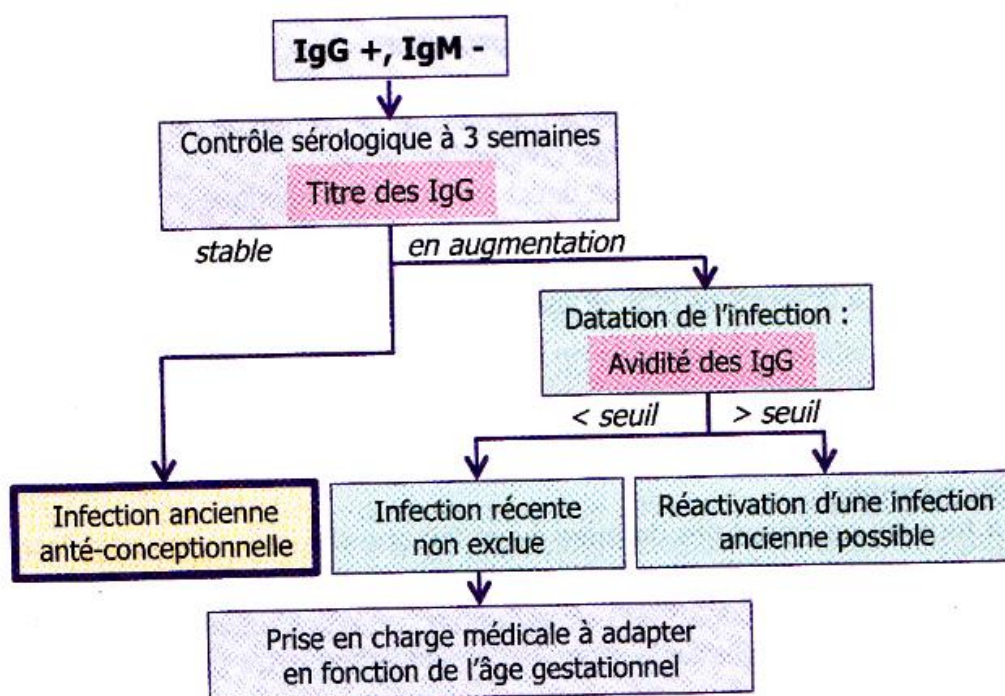 IgG +, IgM -
Contrôle sérologique à 3 semaines
Titre des IgG
stable
en augmentation
Datation de l'infection :
Avidité des IgG
< seuil
> seuil
Infection ancienne
anté-conceptionnelle
Infection récente
non exclue
Réactivation d'une infection
ancienne possible
Prise en charge médicale à adapter
en fonction de l'âge gestationnel